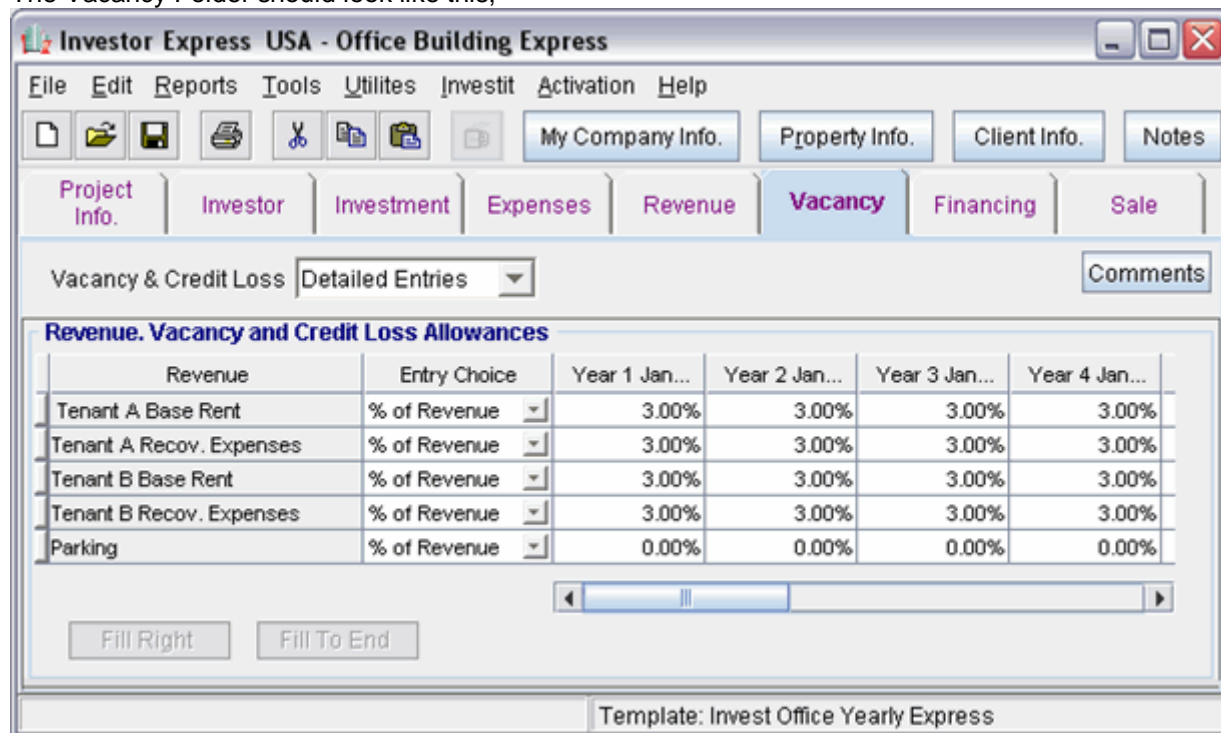 The Vacancy Folder should look like this,
Investor Express USA - Office Building Express
File Edit Reports Tools Utilites Investit Activation Help
My Company Info. Property Info. Client Info. Notes
Project Info. Investor Investment Expenses Revenue Vacancy Financing Sale
Vacancy & Credit Loss Detailed Entries Comments
Revenue. Vacancy and Credit Loss Allowances
Revenue Entry Choice Year 1 Jan... Year 2 Jan... Year 3 Jan... Year 4 Jan...
Tenant A Base Rent % of Revenue 3.00% 3.00% 3.00% 3.00%
Tenant A Recov. Expenses % of Revenue 3.00% 3.00% 3.00% 3.00%
Tenant B Base Rent % of Revenue 3.00% 3.00% 3.00% 3.00%
Tenant B Recov. Expenses % of Revenue 3.00% 3.00% 3.00% 3.00%
Parking % of Revenue 0.00% 0.00% 0.00% 0.00%
Fill Right Fill To End
Template: Invest Office Yearly Express